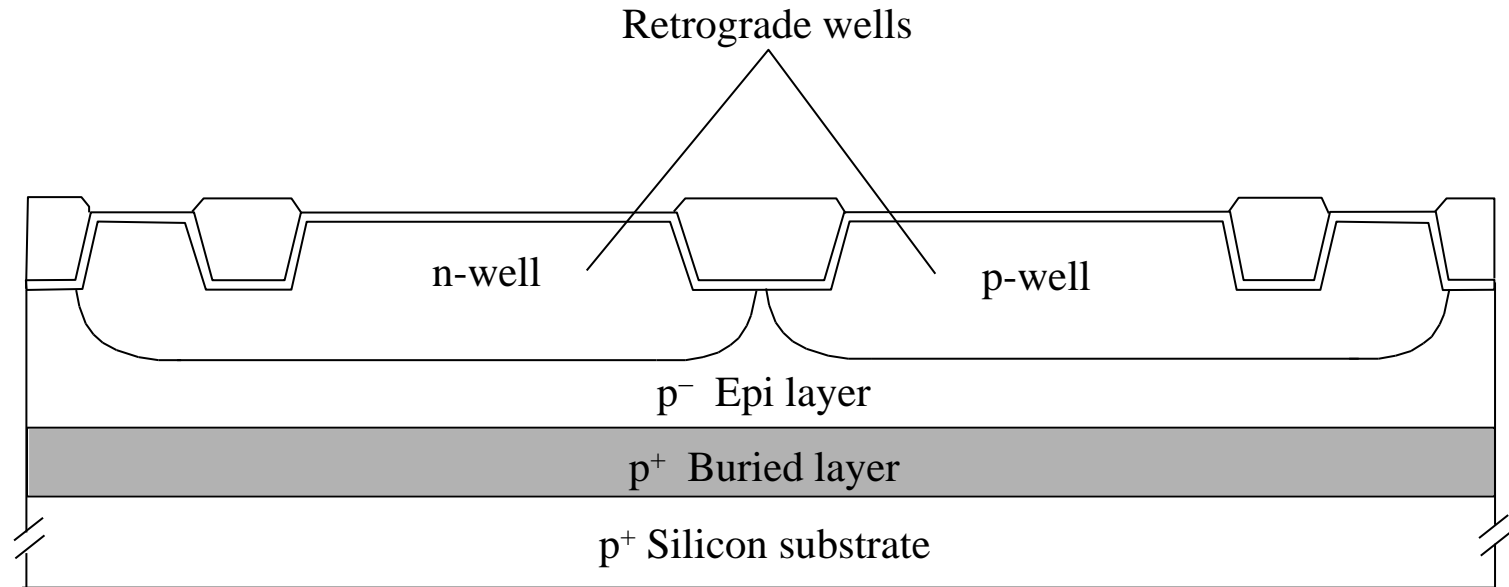 Retrograde wells
n-well
p-well
p⁻ Epi layer
p⁺ Buried layer
p⁺ Silicon substrate